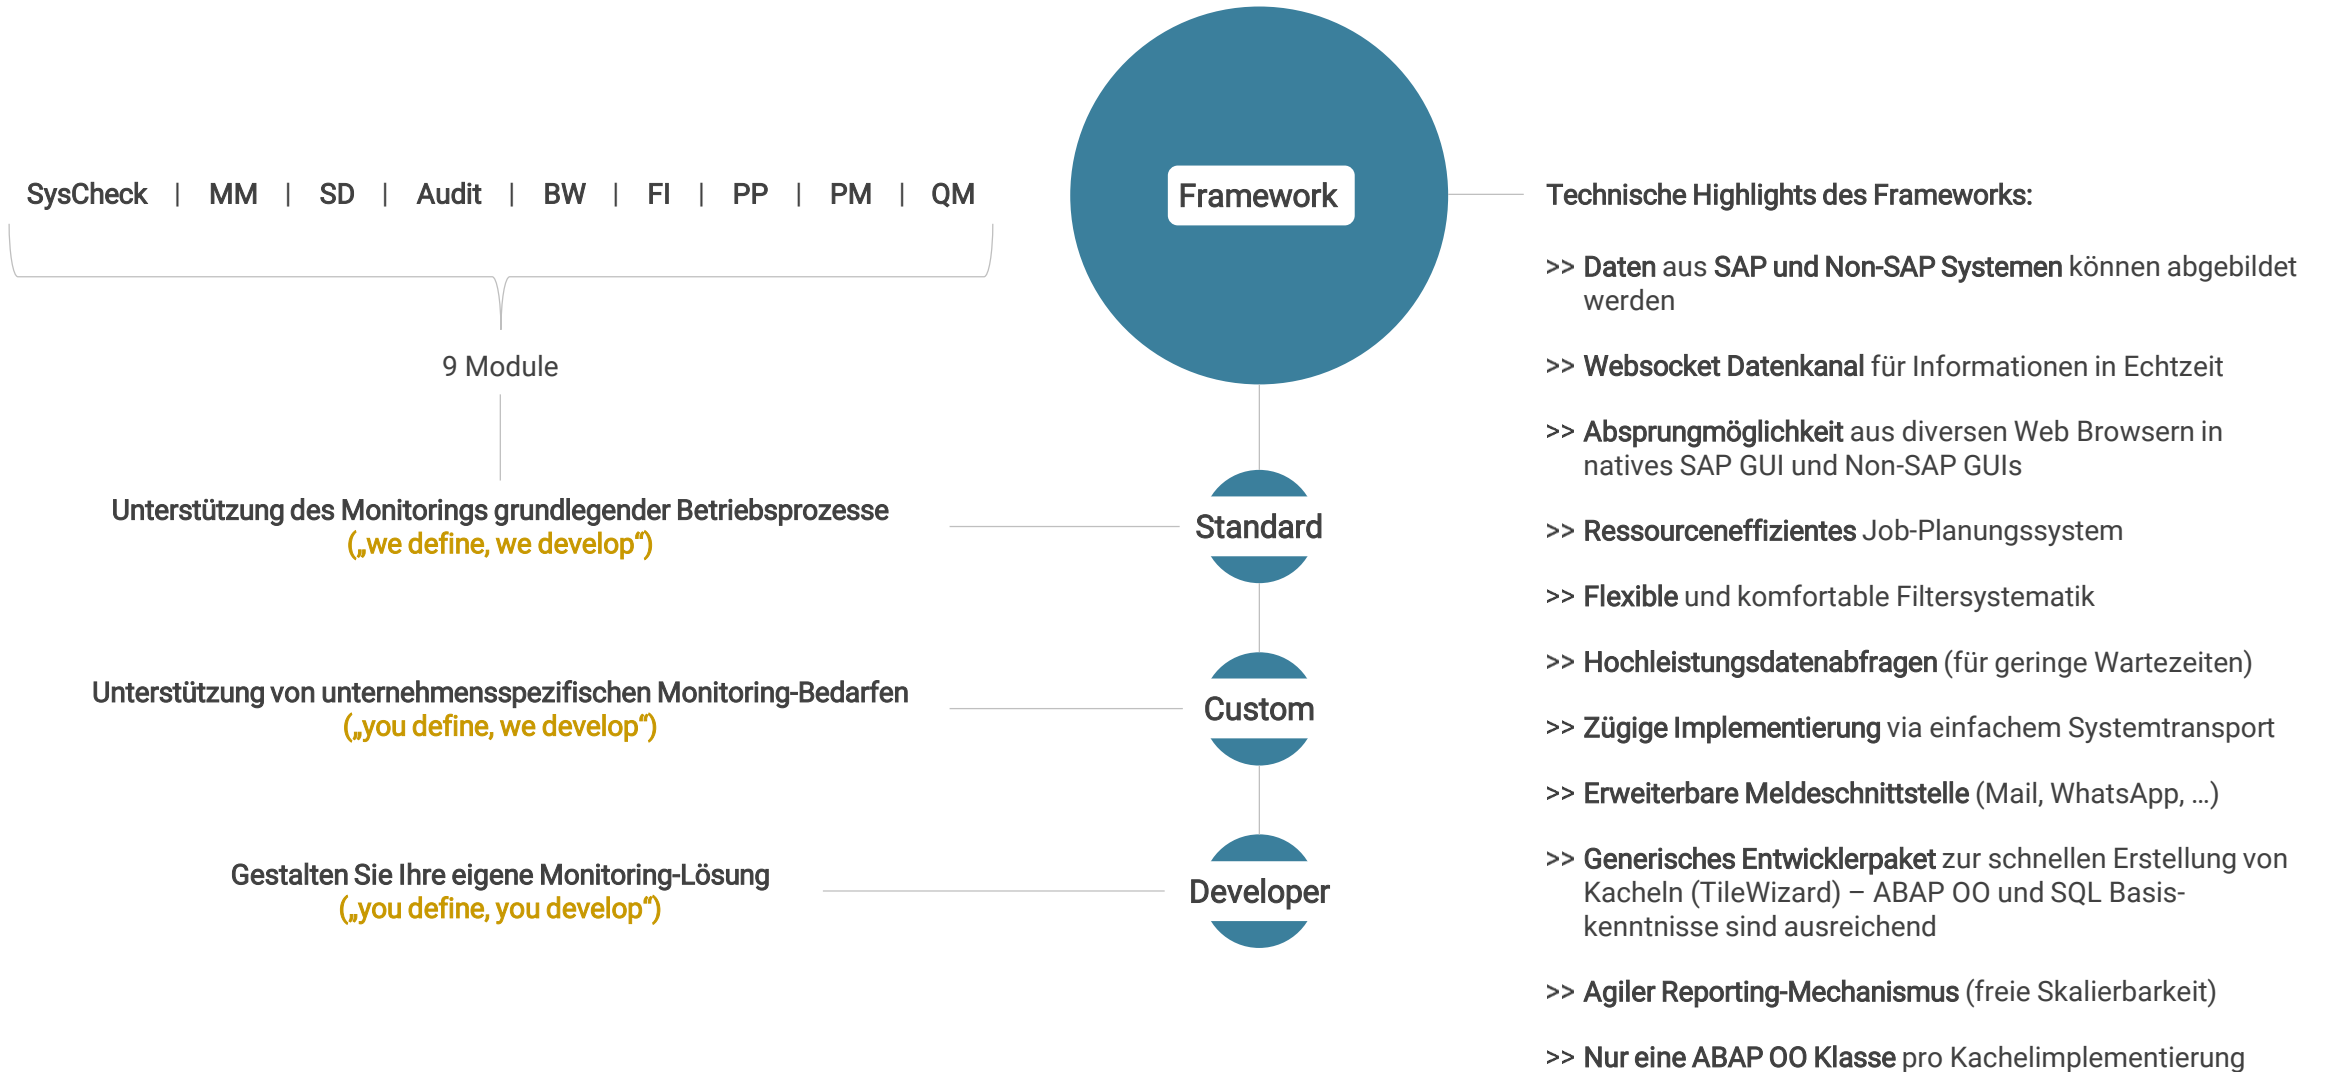 SysCheck | MM | SD | Audit | BW | FI | PP | PM | QM
9 Module
Unterstützung des Monitorings grundlegender Betriebsprozesse
(„we define, we develop“)
Unterstützung von unternehmensspezifischen Monitoring-Bedarfen
(„you define, we develop“)
Gestalten Sie Ihre eigene Monitoring-Lösung
(„you define, you develop“)
Framework
Standard
Custom
Developer
Technische Highlights des Frameworks:
>> Daten aus SAP und Non-SAP Systemen können abgebildet
werden
>> Websocket Datenkanal für Informationen in Echtzeit
>> Absprungmöglichkeit aus diversen Web Browsern in
natives SAP GUI und Non-SAP GUIs
>> Ressourceneffizientes Job-Planungssystem
>> Flexible und komfortable Filtersystematik
>> Hochleistungsdatenabfragen (für geringe Wartezeiten)
>> Zügige Implementierung via einfachem Systemtransport
>> Erweiterbare Meldeschnittstelle (Mail, WhatsApp, …)
>> Generisches Entwicklerpaket zur schnellen Erstellung von
Kacheln (TileWizard) – ABAP OO und SQL Basis-
kenntnisse sind ausreichend
>> Agiler Reporting-Mechanismus (freie Skalierbarkeit)
>> Nur eine ABAP OO Klasse pro Kachelimplementierung